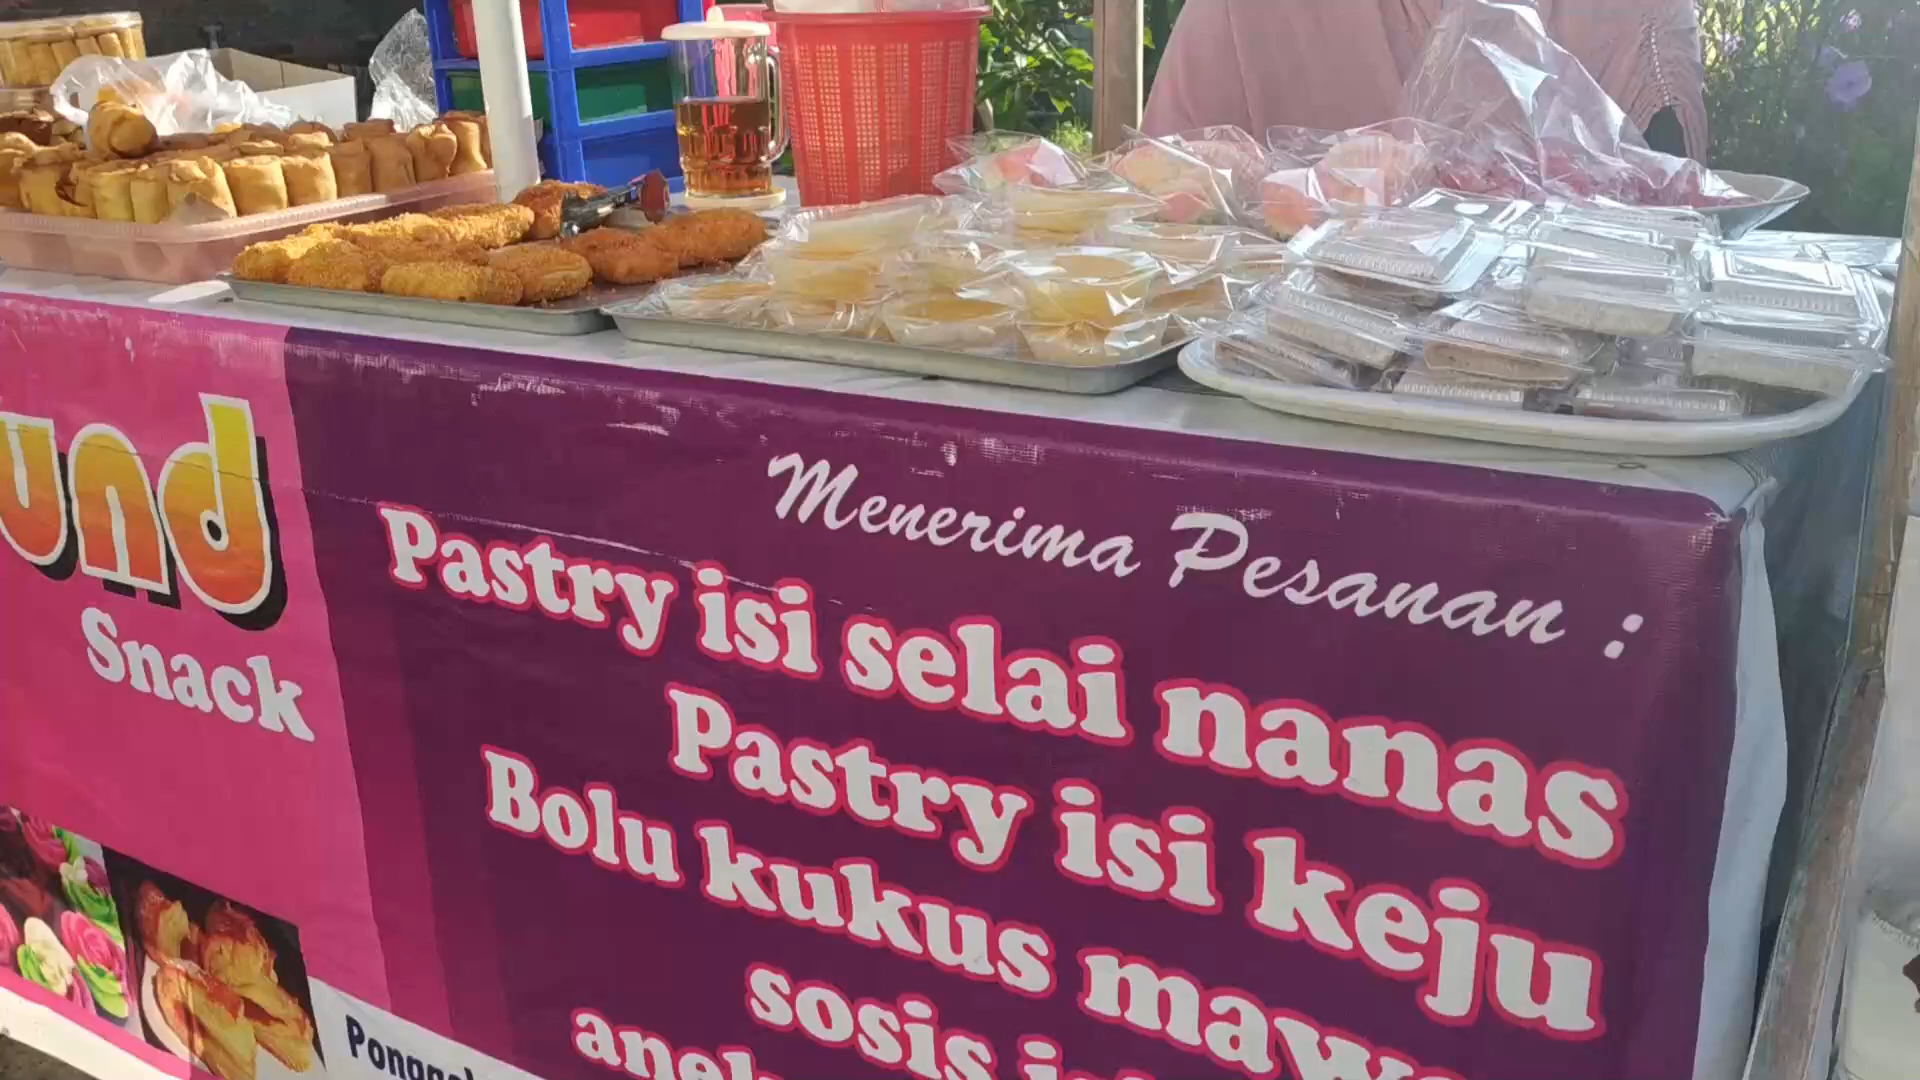 und
Snack
Menerima Pesanan :
Pastry isi selai nanas
Pastry isi keju
Bolu kukus
sosis